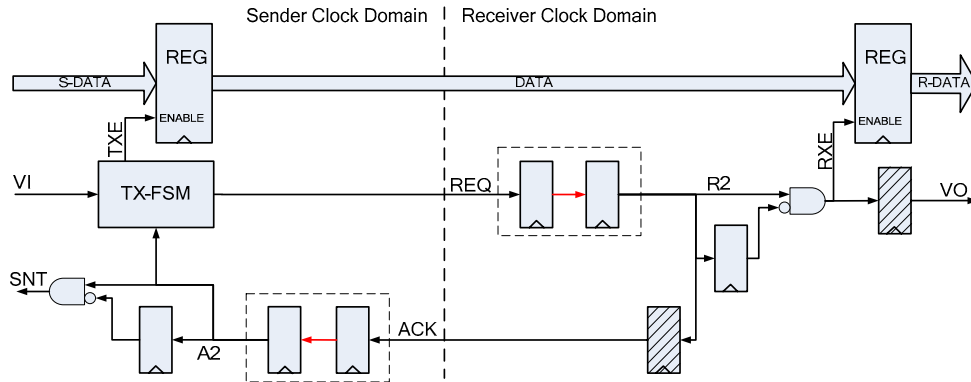 Sender Clock Domain
Receiver Clock Domain
REG
REG
S-DATA
DATA
R-DATA
ENABLE
ENABLE
TXE
RXE
VI
TX-FSM
REQ
R2
VO
SNT
A2
ACK